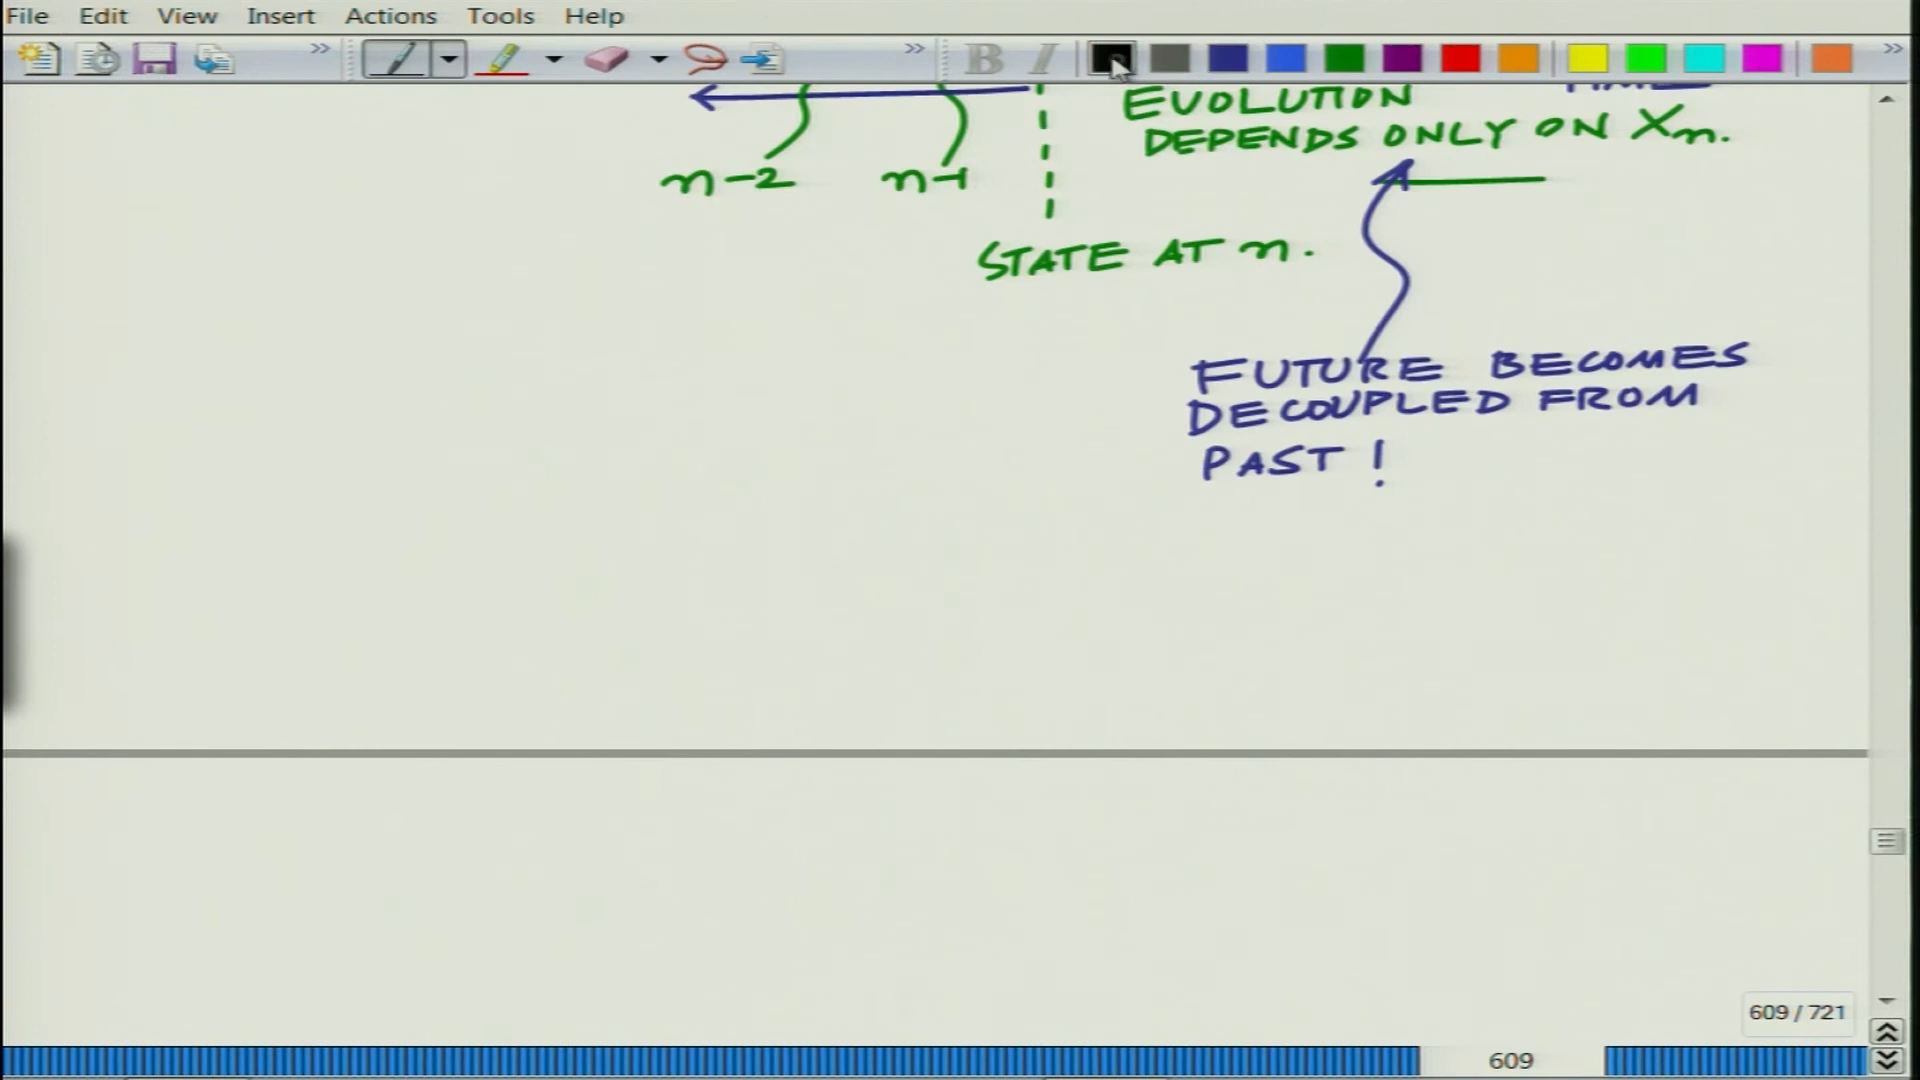 File Edit View Insert Actions Tools Help
B I
EVOLUTION
DEPENDS ONLY ON Xn.
n-2 n-1
STATE AT n.
FUTURE BECOMES
DECOUPLED FROM
PAST!
609 / 721
609